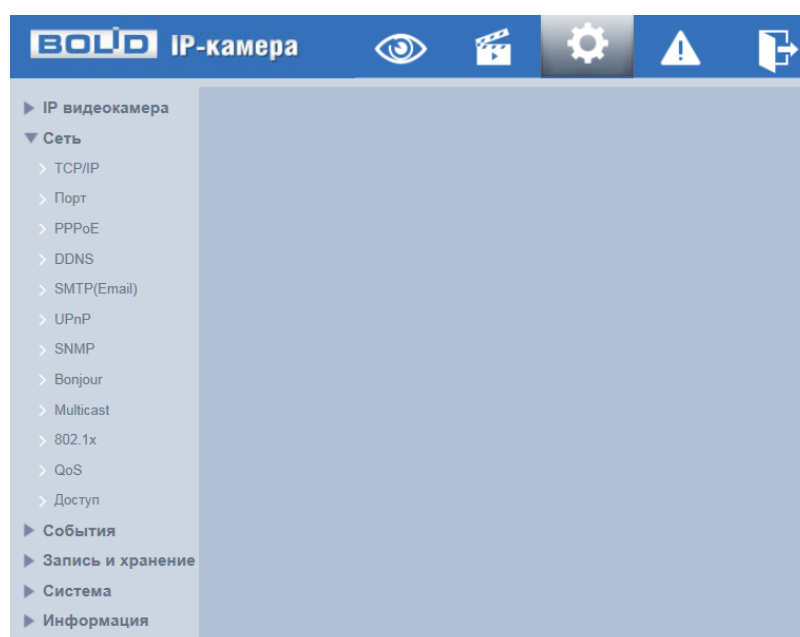 BOLID IP-камера
IP видеокамера
Сеть
TCP/IP
Порт
PPPoE
DDNS
SMTP(Email)
UPnP
SNMP
Bonjour
Multicast
802.1x
QoS
Доступ
События
Запись и хранение
Система
Информация